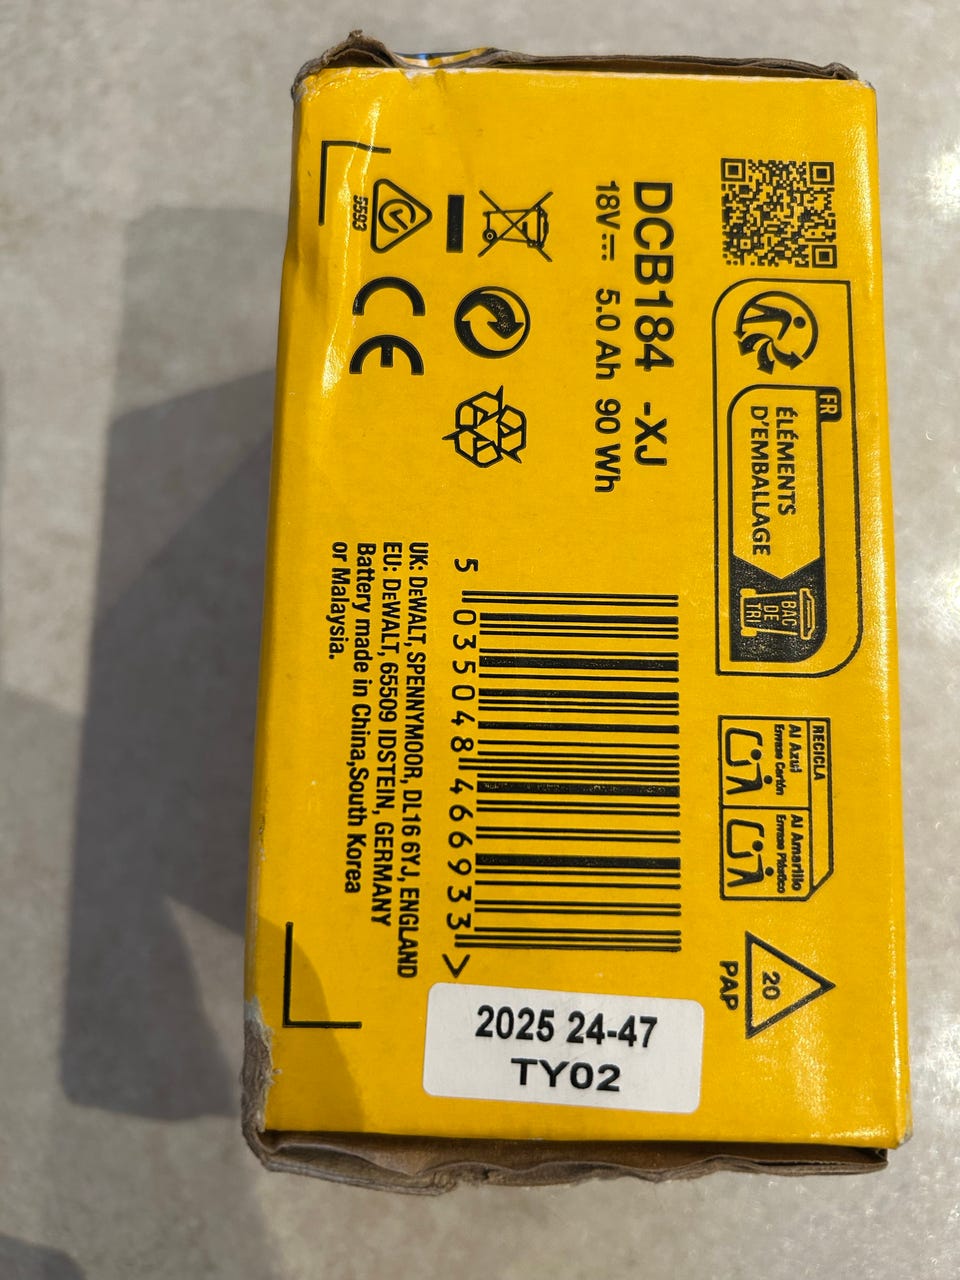 FR
ÉLÉMENTS
D'EMBALLAGE
BAC
DE
TRI
RECICLA
Al Azul
Envase Cartón
Al Amarillo
Envase Plástico
20
PAP
DCB184 -XJ
18V 5.0 Ah 90 Wh
5 035048 466933 >
5593
CE
UK: DEWALT, SPENNYMOOR, DL16 6YJ, ENGLAND
EU: DEWALT, 65509 IDSTEIN, GERMANY
Battery made in China,South Korea
or Malaysia.
2025 24-47
TY02